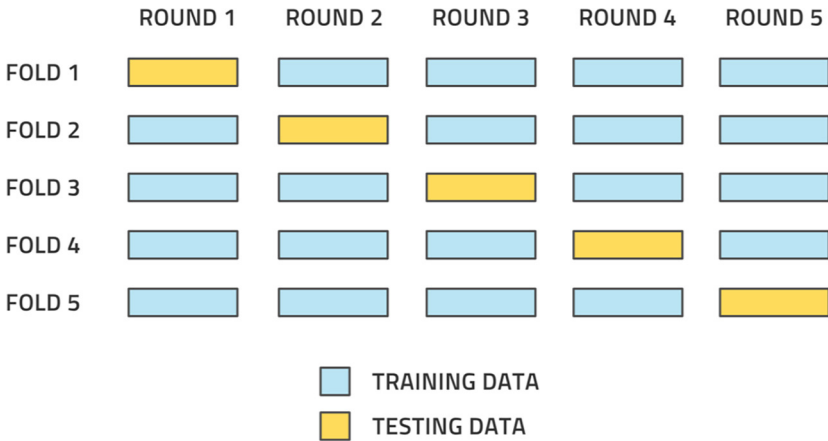 ROUND 1 ROUND 2 ROUND 3 ROUND 4 ROUND 5
FOLD 1
FOLD 2
FOLD 3
FOLD 4
FOLD 5
TRAINING DATA
TESTING DATA